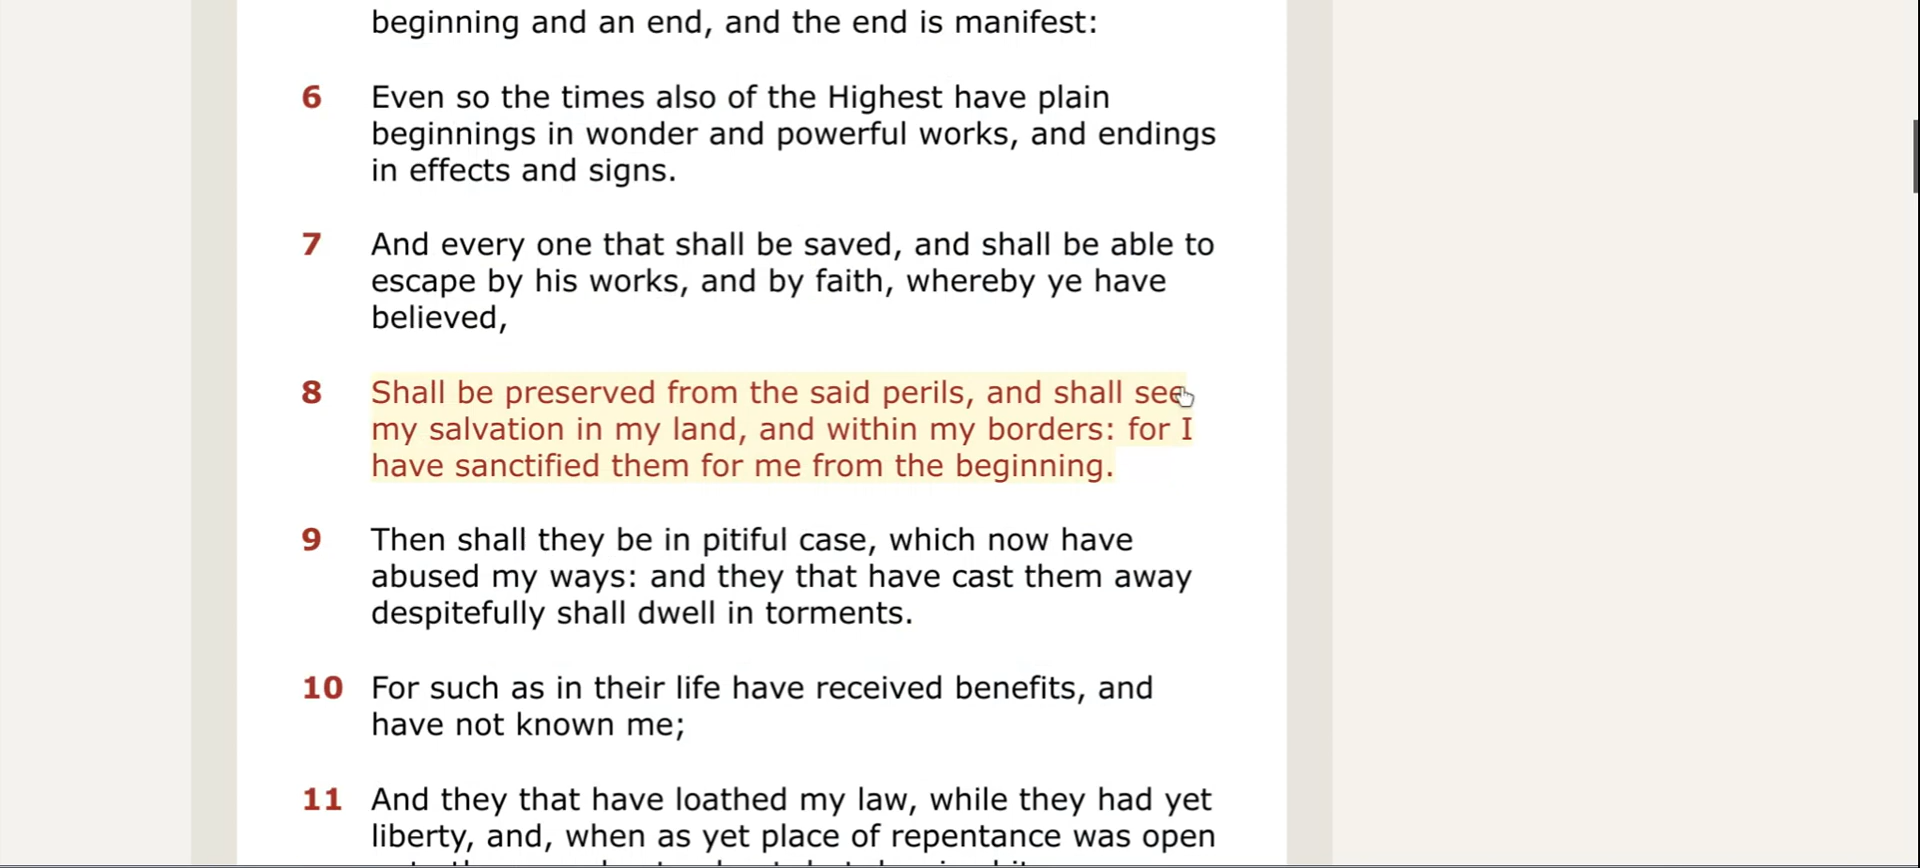 beginning and an end, and the end is manifest:
6 Even so the times also of the Highest have plain
beginnings in wonder and powerful works, and endings
in effects and signs.
7 And every one that shall be saved, and shall be able to
escape by his works, and by faith, whereby ye have
believed,
8 Shall be preserved from the said perils, and shall see
my salvation in my land, and within my borders: for I
have sanctified them for me from the beginning.
9 Then shall they be in pitiful case, which now have
abused my ways: and they that have cast them away
despitefully shall dwell in torments.
10 For such as in their life have received benefits, and
have not known me;
11 And they that have loathed my law, while they had yet
liberty, and, when as yet place of repentance was open